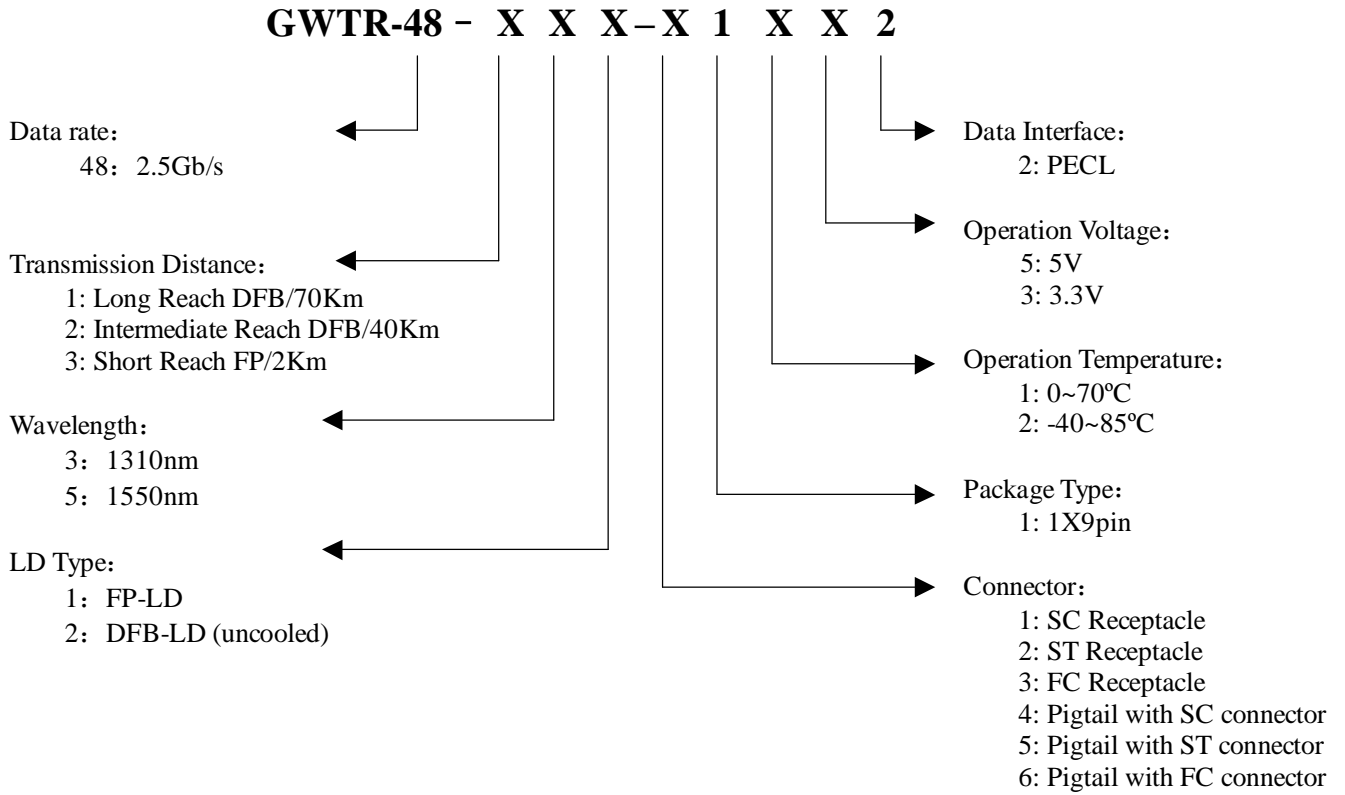 GWTR-48 - X X X – X 1 X X 2
Data rate：
48：2.5Gb/s
Transmission Distance：
1: Long Reach DFB/70Km
2: Intermediate Reach DFB/40Km
3: Short Reach FP/2Km
Wavelength：
3：1310nm
5：1550nm
LD Type：
1：FP-LD
2：DFB-LD (uncooled)
Data Interface：
2: PECL
Operation Voltage：
5: 5V
3: 3.3V
Operation Temperature：
1: 0~70ºC
2: -40~85ºC
Package Type：
1: 1X9pin
Connector：
1: SC Receptacle
2: ST Receptacle
3: FC Receptacle
4: Pigtail with SC connector
5: Pigtail with ST connector
6: Pigtail with FC connector